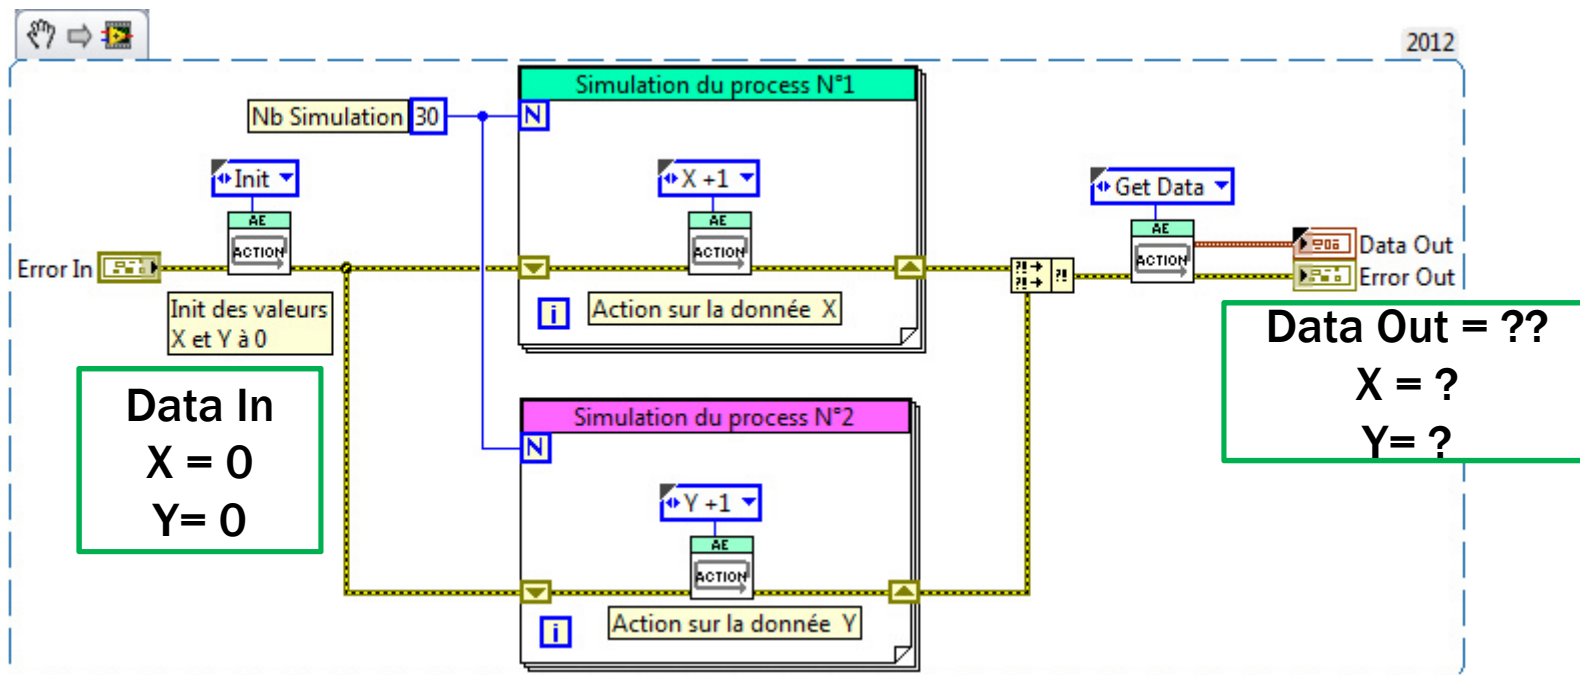 2012
Simulation du process N°1
Nb Simulation 30
N
Init
X +1
Get Data
AE
ACTION
AE
ACTION
AE
ACTION
Error In
Data Out
Error Out
Init des valeurs
X et Y à 0
i
Action sur la donnée X
Data In
X = 0
Y= 0
Data Out = ??
X = ?
Y= ?
Simulation du process N°2
N
Y +1
AE
ACTION
i
Action sur la donnée Y